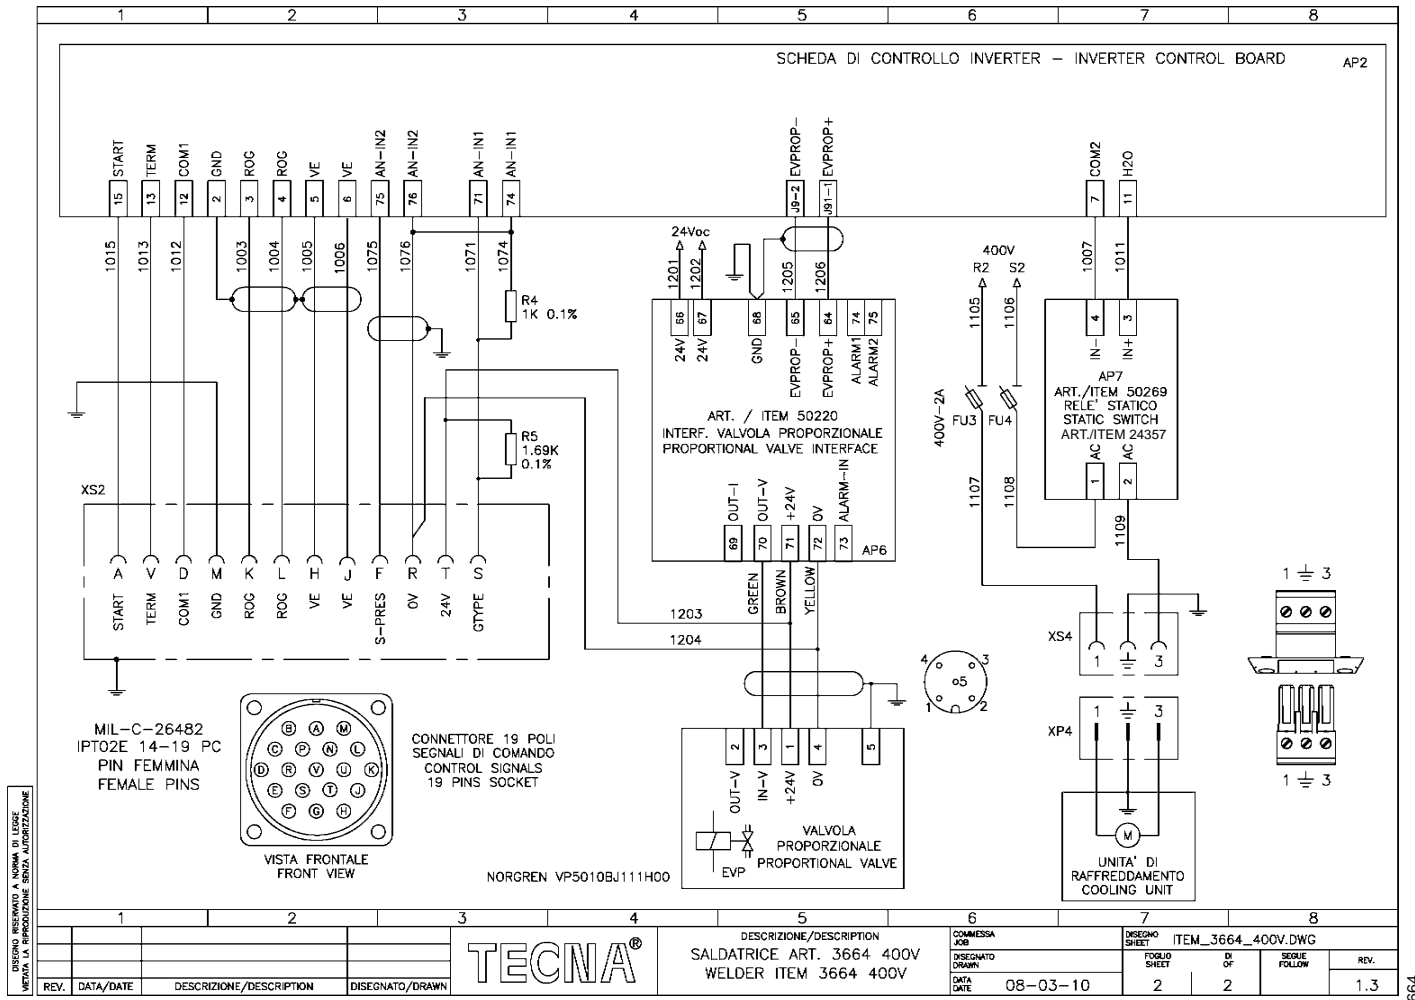 1 2 3 4 5 6 7 8
SCHEDA DI CONTROLLO INVERTER – INVERTER CONTROL BOARD
AP2
START TERM COM1 GND ROG ROG VE VE AN-IN2 AN-IN2 AN-IN1 AN-IN1 EVPROP- EVPROP+ COM2 H2O
15 13 12 2 3 4 5 6 75 76 71 74 J9-2 J91-1 7 11
1015 1013 1012 1003 1004 1005 1006 1075 1076 1071 1074
24Voc
1201 1202 1205 1206
400V
R2 S2
1105 1106 1007 1011
R4
1K 0.1%
66 67 68 65 64 74 75
24V 24V GND EVPROP- EVPROP+ ALARM1 ALARM2
4 3
IN- IN+
AP7
ART./ITEM 50269
RELE' STATICO
STATIC SWITCH
ART./ITEM 24357
AC AC
1 2
400V-2A
FU3 FU4
1107 1108 1109
ART. / ITEM 50220
INTERF. VALVOLA PROPORZIONALE
PROPORTIONAL VALVE INTERFACE
R5
1.69K
0.1%
OUT-I OUT-V +24V 0V ALARM-IN
69 70 71 72 73
AP6
XS2
A V D M K L H J F R T S
START TERM COM1 GND ROG ROG VE VE S-PRES 0V 24V GTYPE
GREEN BROWN YELLOW
1203
1204
XS4
1 3
XP4
1 3
1 3
1 3
4 3
5
1 2
MIL-C-26482
IPT02E 14-19 PC
PIN FEMMINA
FEMALE PINS
B A M
C P N L
D R V U K
E S T J
F G H
VISTA FRONTALE
FRONT VIEW
CONNETTORE 19 POLI
SEGNALI DI COMANDO
CONTROL SIGNALS
19 PINS SOCKET
2 3 1 4 5
OUT-V IN-V +24V 0V
EVP
VALVOLA
PROPORZIONALE
PROPORTIONAL VALVE
NORGREN VP5010BJ111H00
M
UNITA' DI
RAFFREDDAMENTO
COOLING UNIT
DISEGNO RISERVATO A NORMA DI LEGGE
VIETATA LA RIPRODUZIONE SENZA AUTORIZZAZIONE
1 2 3 4 5 6 7 8
REV. DATA/DATE DESCRIZIONE/DESCRIPTION DISEGNATO/DRAWN
TECNA®
DESCRIZIONE/DESCRIPTION
SALDATRICE ART. 3664 400V
WELDER ITEM 3664 400V
COMMESSA
JOB
DISEGNATO
DRAWN
DATA
DATE
08-03-10
DISEGNO
SHEET
ITEM_3664_400V.DWG
FOGLIO
SHEET
2
DI
OF
2
SEGUE
FOLLOW
REV.
1.3